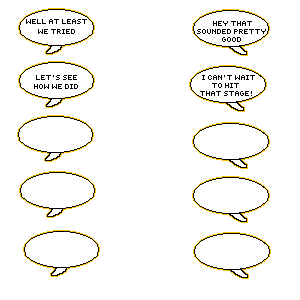 WELL AT LEAST
WE TRIED
HEY THAT
SOUNDED PRETTY
GOOD
LET'S SEE
HOW WE DID
I CAN'T WAIT
TO HIT
THAT STAGE!